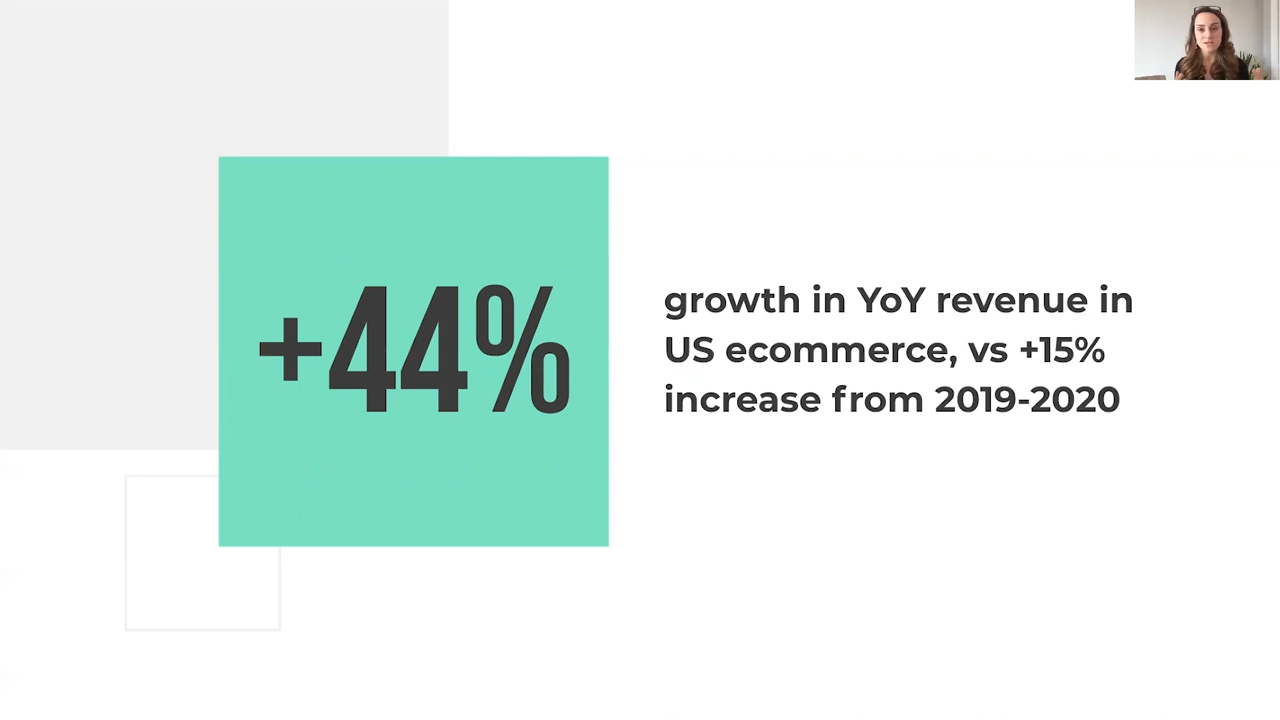 +44%
growth in YoY revenue in
US ecommerce, vs +15%
increase from 2019-2020